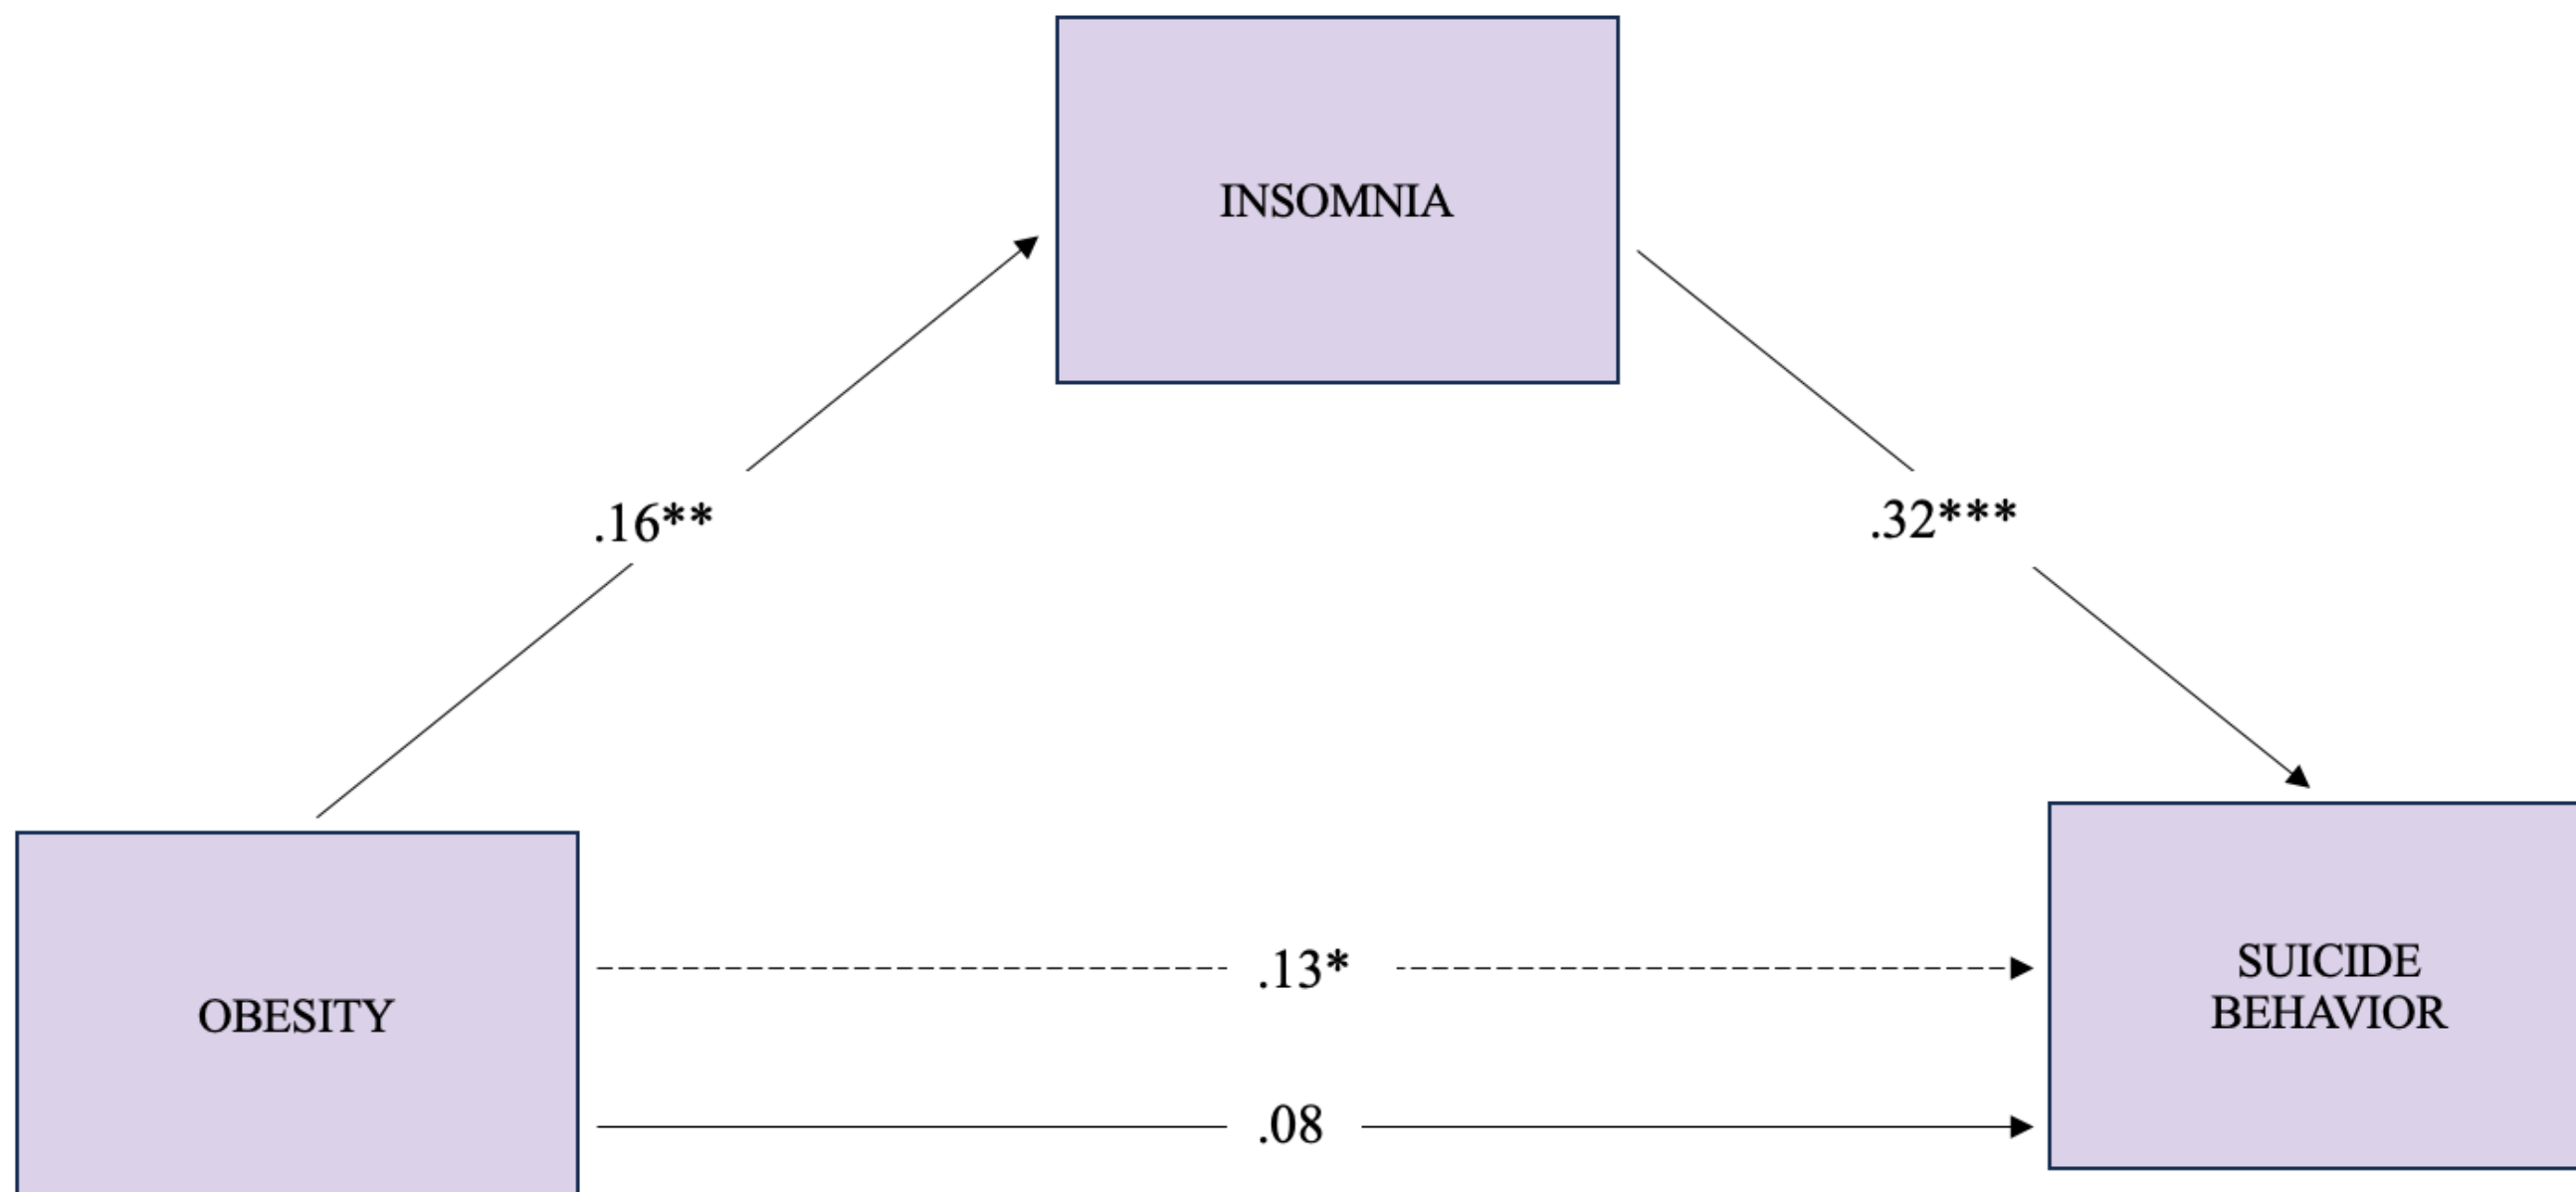 INSOMNIA
.16**
.32***
OBESITY
.13*
.08
SUICIDE
BEHAVIOR